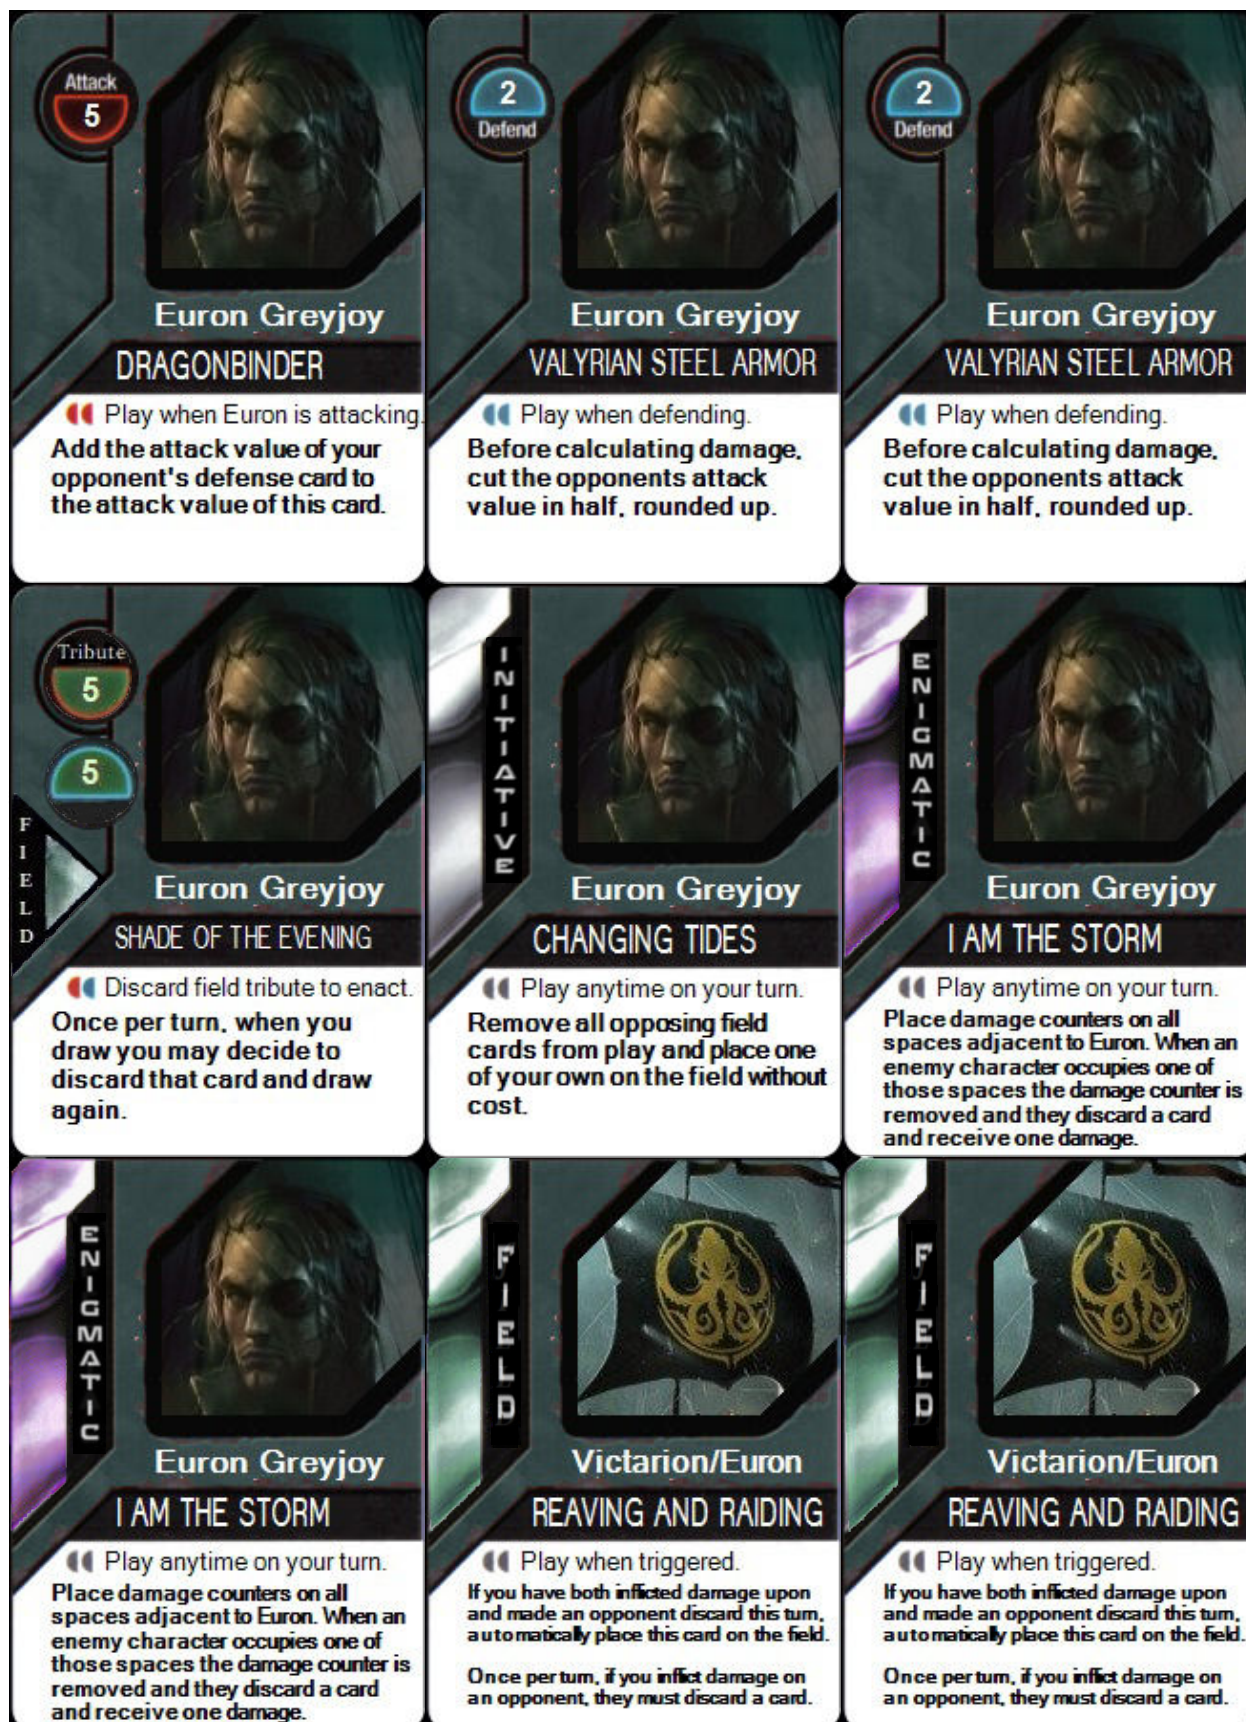 Attack
5
Euron Greyjoy
DRAGONBINDER
Play when Euron is attacking.
Add the attack value of your
opponent's defense card to
the attack value of this card.
2
Defend
Euron Greyjoy
VALYRIAN STEEL ARMOR
Play when defending.
Before calculating damage,
cut the opponents attack
value in half, rounded up.
2
Defend
Euron Greyjoy
VALYRIAN STEEL ARMOR
Play when defending.
Before calculating damage,
cut the opponents attack
value in half, rounded up.
Tribute
5
5
FIELD
Euron Greyjoy
SHADE OF THE EVENING
Discard field tribute to enact.
Once per turn, when you
draw you may decide to
discard that card and draw
again.
INITIATIVE
Euron Greyjoy
CHANGING TIDES
Play anytime on your turn.
Remove all opposing field
cards from play and place one
of your own on the field without
cost.
ENIGMATIC
Euron Greyjoy
I AM THE STORM
Play anytime on your turn.
Place damage counters on all
spaces adjacent to Euron. When an
enemy character occupies one of
those spaces the damage counter is
removed and they discard a card
and receive one damage.
ENIGMATIC
Euron Greyjoy
I AM THE STORM
Play anytime on your turn.
Place damage counters on all
spaces adjacent to Euron. When an
enemy character occupies one of
those spaces the damage counter is
removed and they discard a card
and receive one damage.
FIELD
Victarion/Euron
REAVING AND RAIDING
Play when triggered.
If you have both inflicted damage upon
and made an opponent discard this turn,
automatically place this card on the field.
Once per turn, if you inflict damage on
an opponent, they must discard a card.
FIELD
Victarion/Euron
REAVING AND RAIDING
Play when triggered.
If you have both inflicted damage upon
and made an opponent discard this turn,
automatically place this card on the field.
Once per turn, if you inflict damage on
an opponent, they must discard a card.